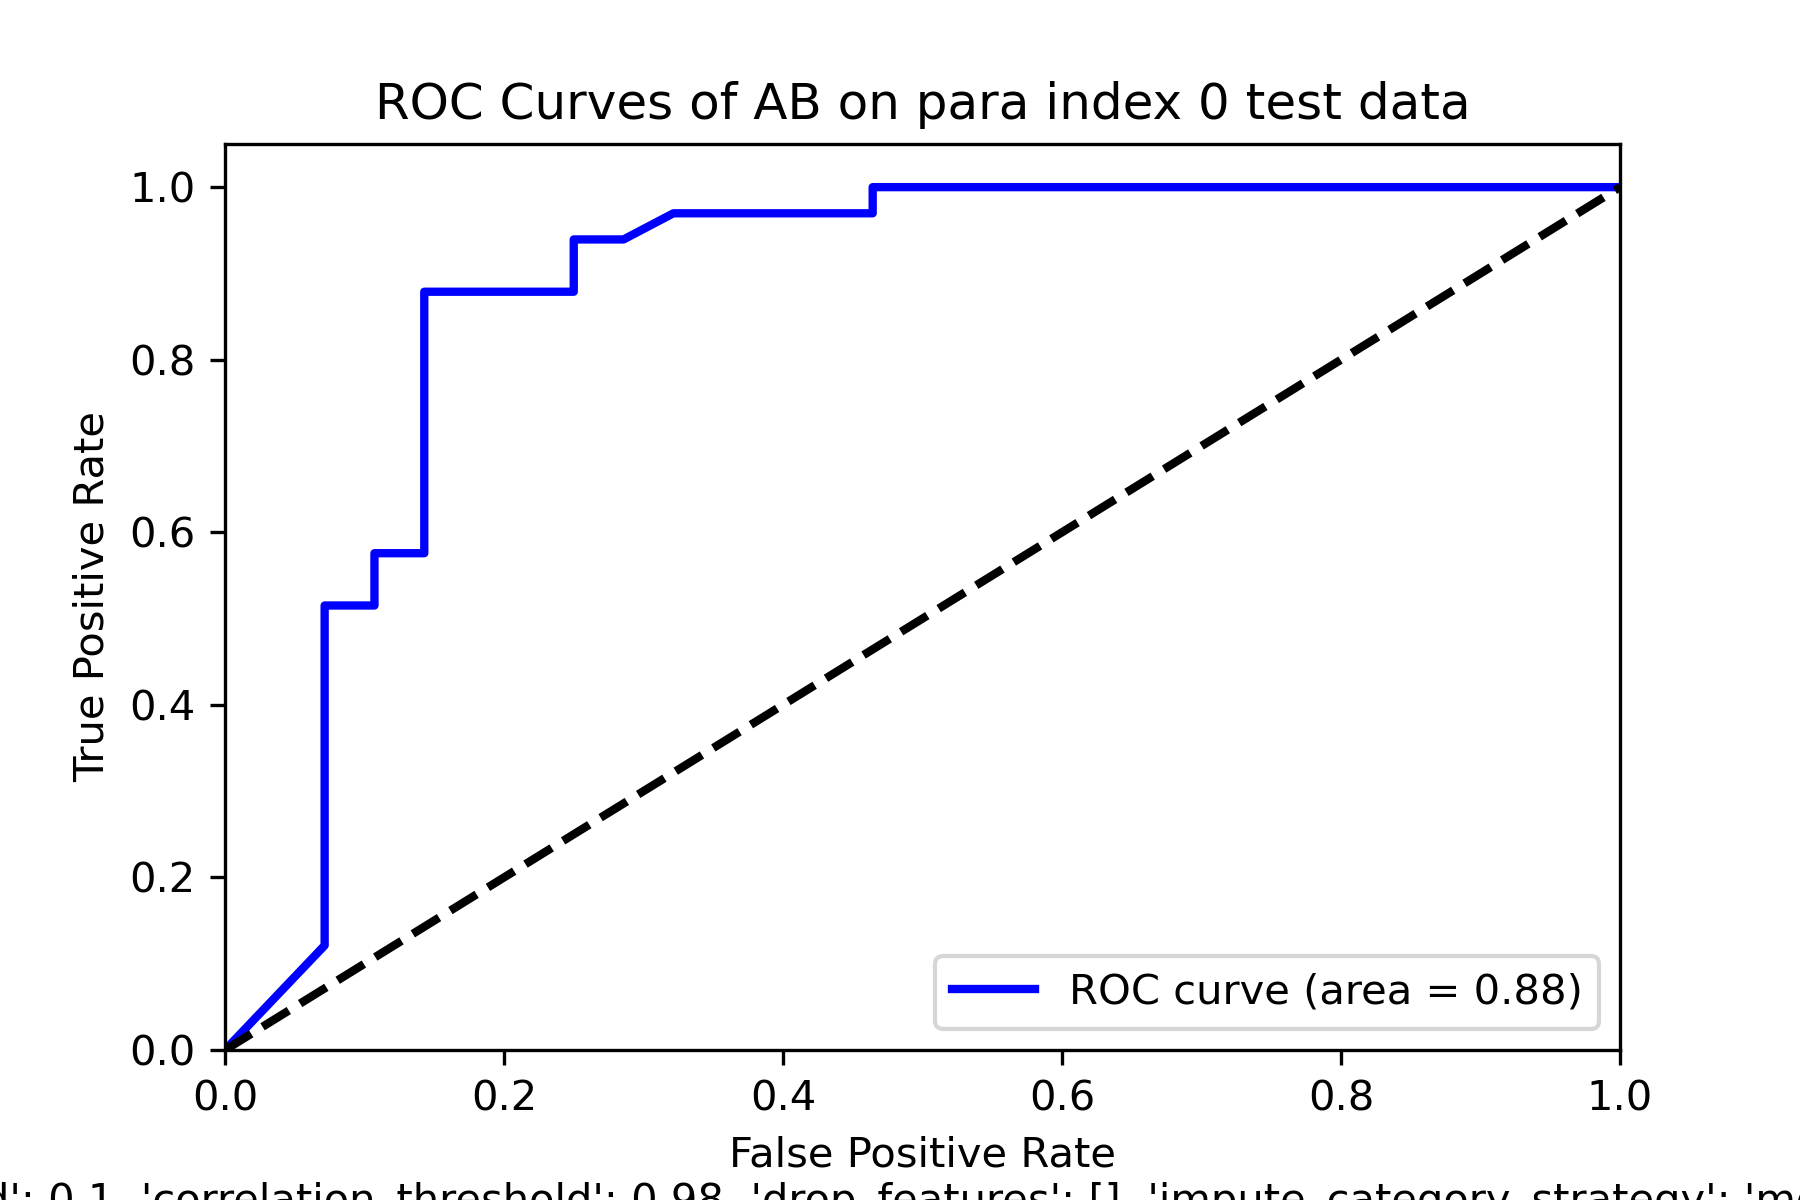 ROC Curves of AB on para index 0 test data
1.0
0.8
0.6
0.4
0.2
0.0
True Positive Rate
ROC curve (area = 0.88)
0.0 0.2 0.4 0.6 0.8 1.0
False Positive Rate
0.1, 'correlation_threshold': 0.98, 'drop_features': [], 'impute_category_strategy':